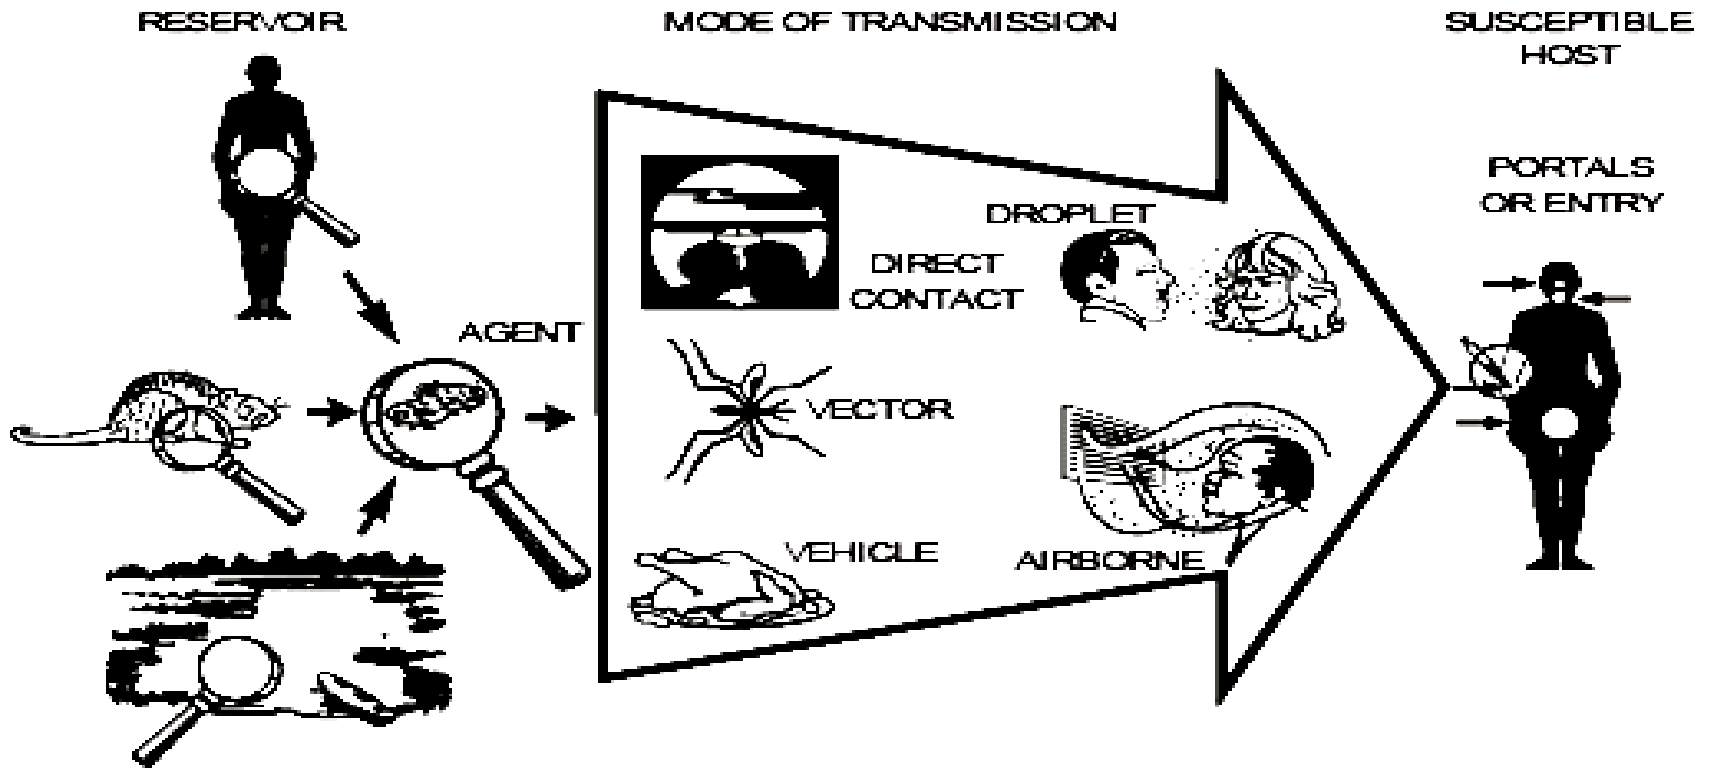 RESERVOIR
MODE OF TRANSMISSION
SUSCEPTIBLE
HOST
PORTALS
OR ENTRY
DROPLET
DIRECT
CONTACT
AGENT
VECTOR
VEHICLE
AIRBORNE